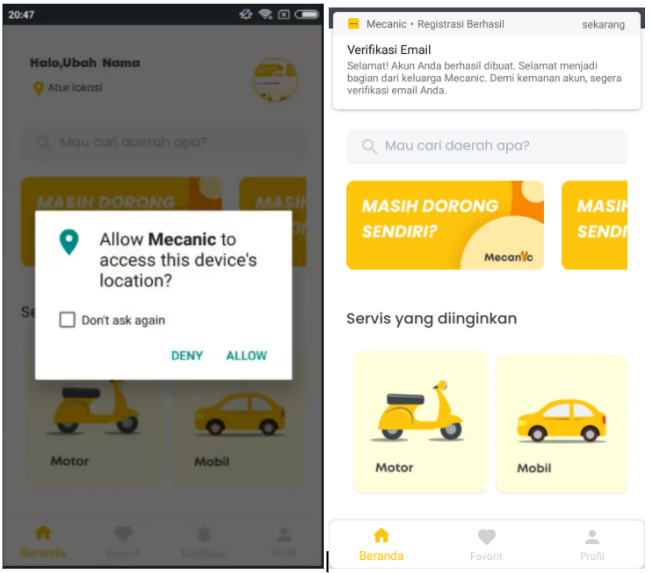 20:47
Halo,Ubah Nama
Atur lokasi
Mau cari daerah apa?
MASIH DORONG
MASIH
Allow Mecanic to
access this device's
location?
Don't ask again
DENY ALLOW
Motor
Mobil
Beranda
Favorit
Notifikasi
Profil
Mecanic • Registrasi Berhasil
sekarang
Verifikasi Email
Selamat! Akun Anda berhasil dibuat. Selamat menjadi
bagian dari keluarga Mecanic. Demi kemanan akun, segera
verifikasi email Anda.
Mau cari daerah apa?
MASIH DORONG
SENDIRI?
Mecanic
MASIH
SENDI
Servis yang diinginkan
Motor
Mobil
Beranda
Favorit
Profil